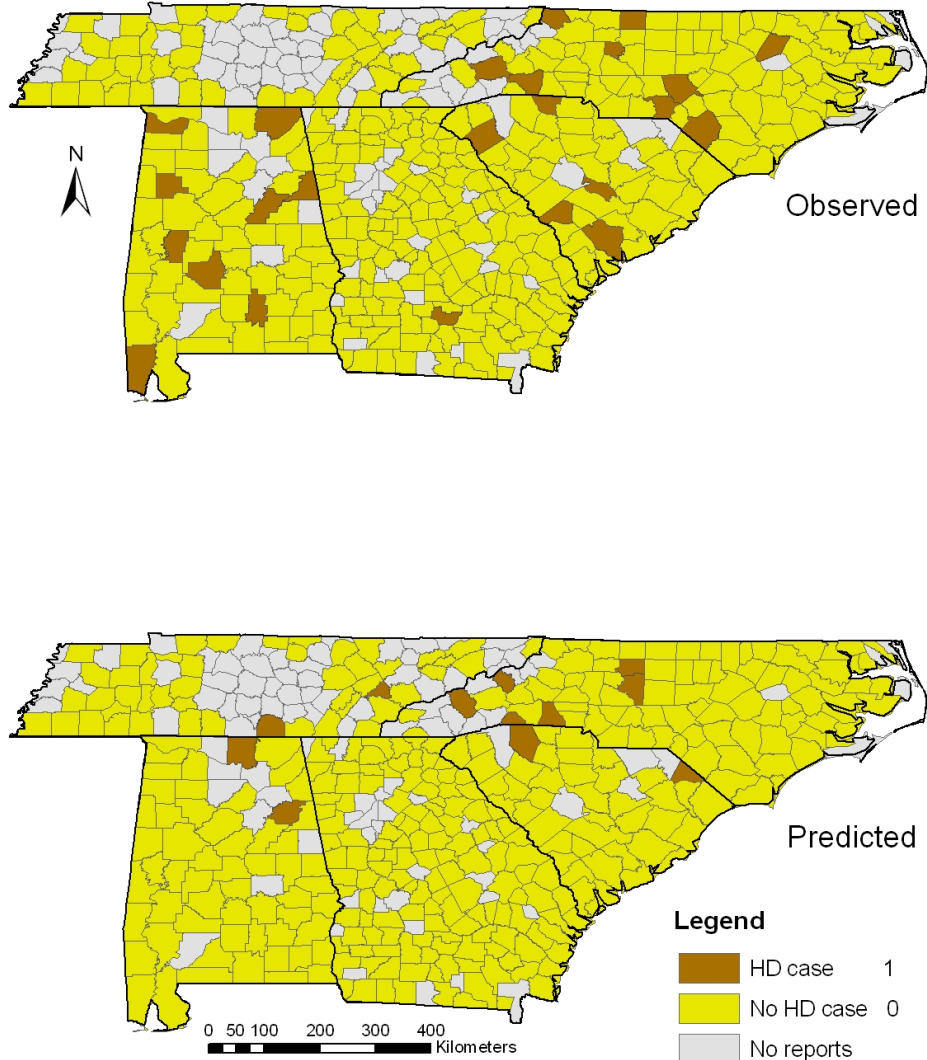 N
Observed
Predicted
Legend
HD case 1
No HD case 0
No reports
0 50 100 200 300 400
Kilometers